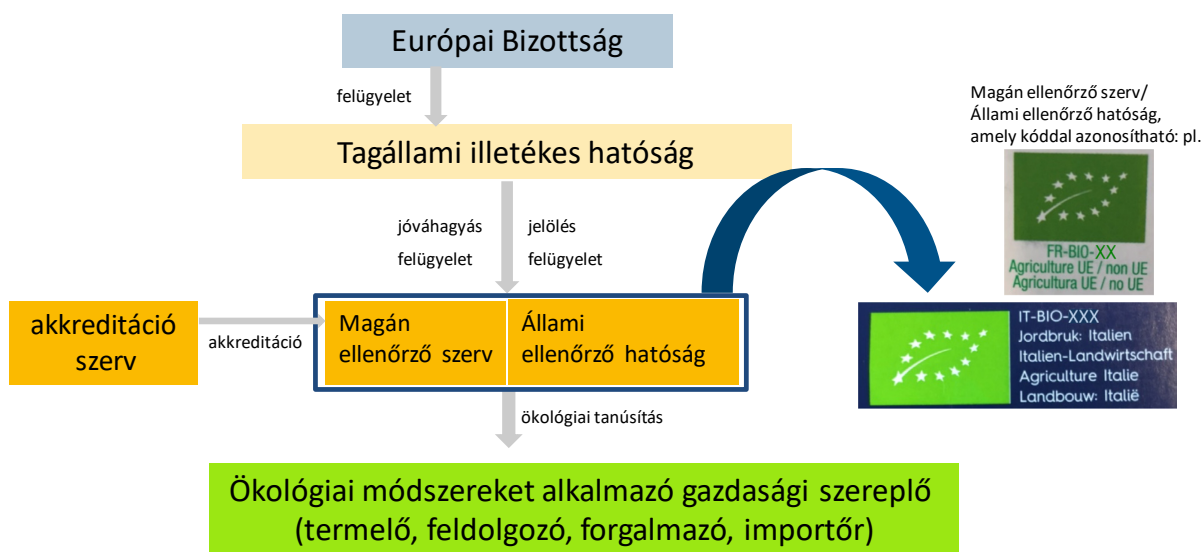 Európai Bizottság
felügyelet
Magán ellenőrző szerv/
Állami ellenőrző hatóság,
amely kóddal azonosítható: pl.
Tagállami illetékes hatóság
FR-BIO-XX
Agriculture UE / non UE
Agricultura UE / no UE
jóváhagyás
felügyelet
jelölés
felügyelet
akkreditáció
szerv
akkreditáció
Magán
ellenőrző szerv
Állami
ellenőrző hatóság
IT-BIO-XXX
Jordbruk: Italien
Italien-Landwirtschaft
Agriculture Italie
Landbouw: Italië
ökológiai tanúsítás
Ökológiai módszereket alkalmazó gazdasági szereplő
(termelő, feldolgozó, forgalmazó, importőr)